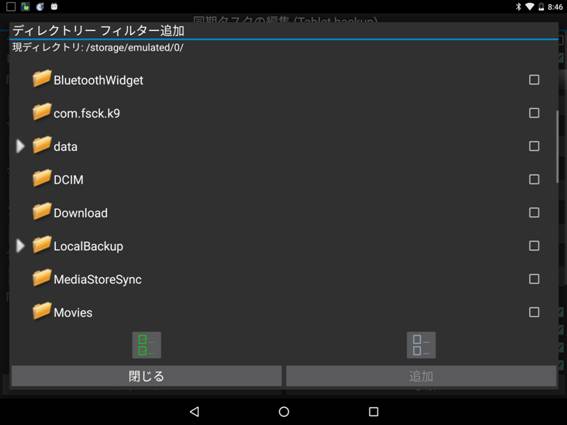 8:46
同期タスクの編集 (Tablet backup)
ディレクトリー フィルター追加
現ディレクトリ: /storage/emulated/0/
BluetoothWidget
com.fsck.k9
data
DCIM
Download
LocalBackup
MediaStoreSync
Movies
閉じる
追加